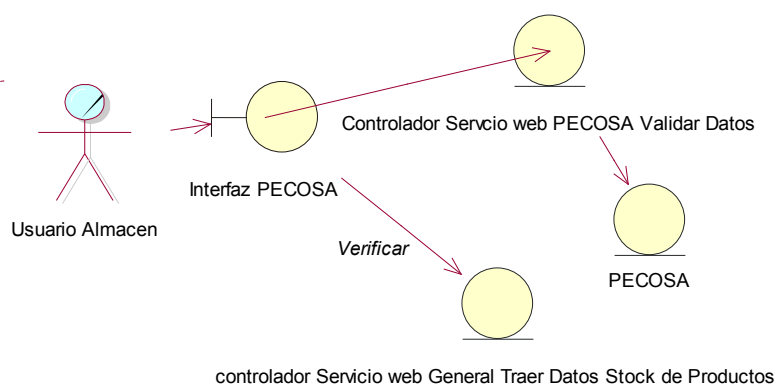 Controlador Servcio web PECOSA Validar Datos
Interfaz PECOSA
Usuario Almacen
Verificar
PECOSA
controlador Servicio web General Traer Datos Stock de Productos